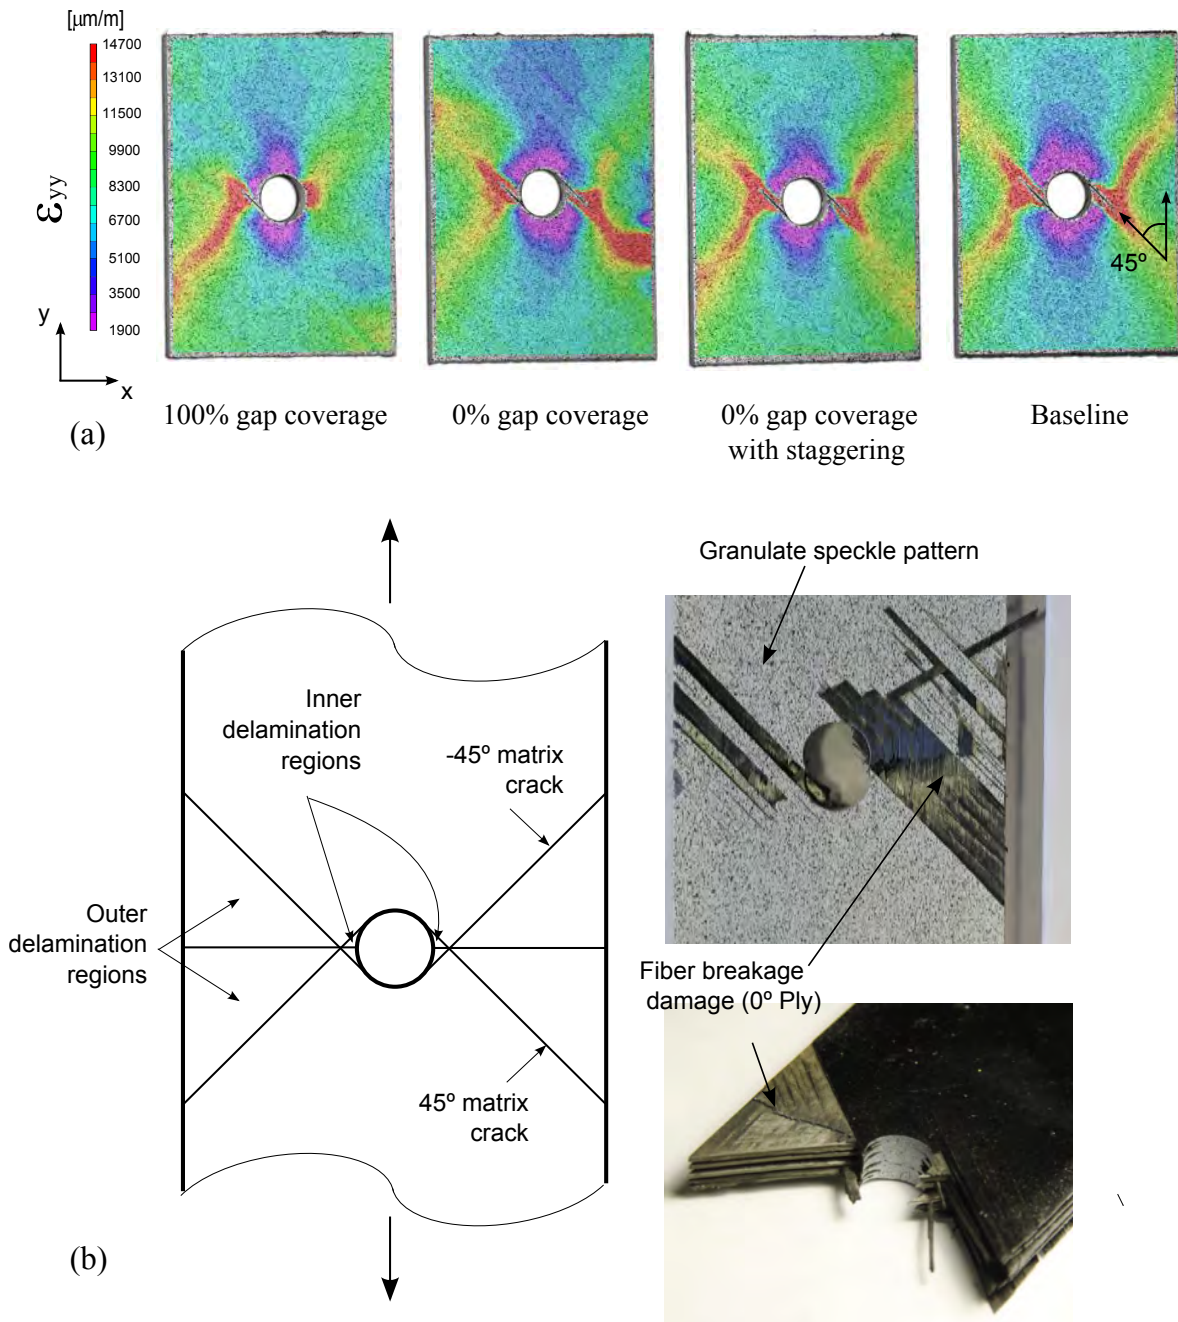 [μm/m]
14700
13100
11500
9900
8300
6700
5100
3500
1900
εyy
y
x
45º
(a)
100% gap coverage
0% gap coverage
0% gap coverage
with staggering
Baseline
Granulate speckle pattern
Inner
delamination
regions
-45º matrix
crack
Outer
delamination
regions
Fiber breakage
damage (0º Ply)
45º matrix
crack
(b)
\